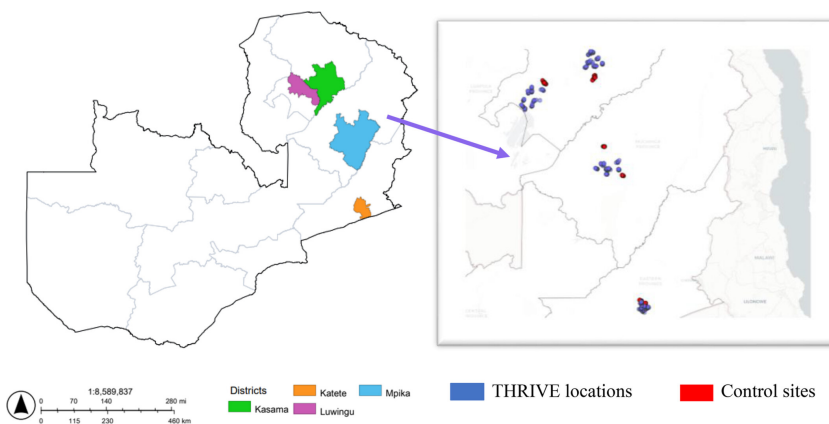 MALAWI
LILONGWE
1:8,589,837
0 70 140 280 mi
0 115 230 460 km
Districts
Kasama
Katete
Luwingu
Mpika
THRIVE locations
Control sites